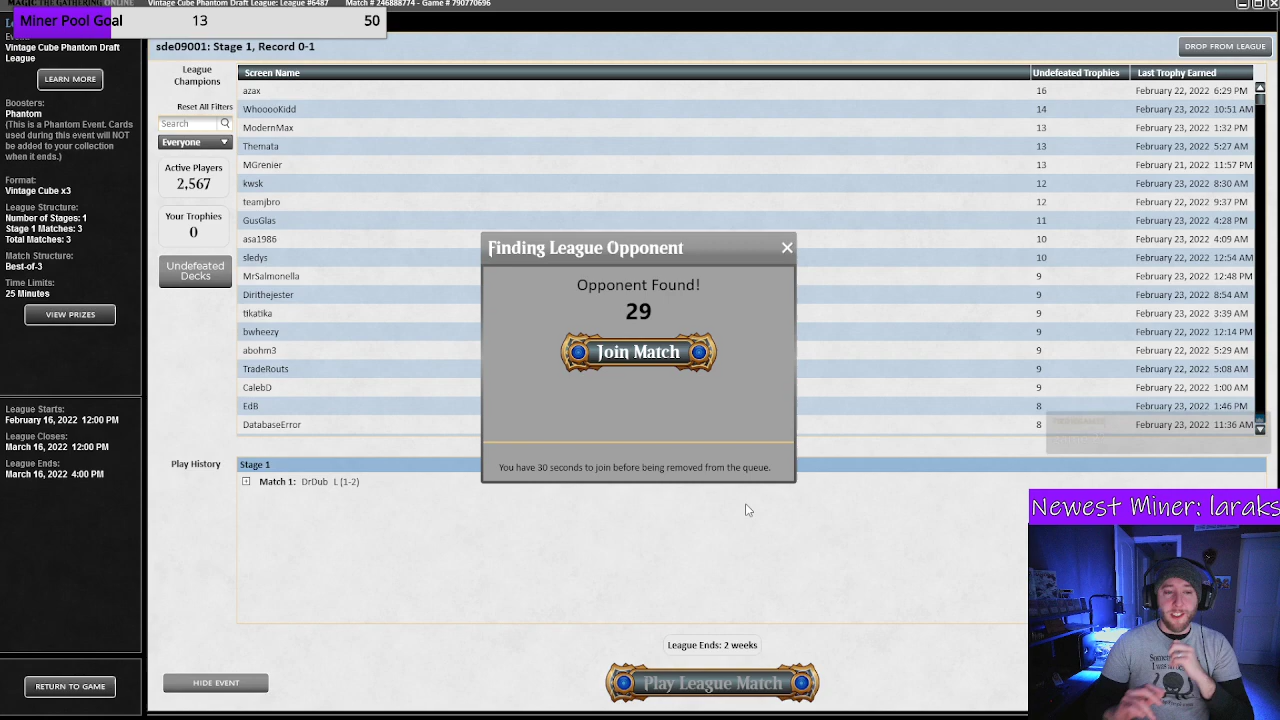 MAGIC THE GATHERING ONLINE
Vintage Cube Phantom Draft League: League #6487
Match # 246888774 - Game # 790770696
Miner Pool Goal
13
50
Vintage Cube Phantom Draft
League
LEARN MORE
Boosters:
Phantom
(This is a Phantom Event. Cards
used during this event will NOT
be added to your collection
when it ends.)
Format:
Vintage Cube x3
League Structure:
Number of Stages: 1
Stage 1 Matches: 3
Total Matches: 3
Match Structure:
Best-of-3
Time Limits:
25 Minutes
VIEW PRIZES
League Starts:
February 16, 2022 12:00 PM
League Closes:
March 16, 2022 12:00 PM
League Ends:
March 16, 2022 4:00 PM
RETURN TO GAME
sde09001: Stage 1, Record 0-1
DROP FROM LEAGUE
League
Champions
Reset All Filters
Search
Everyone
Active Players
2,567
Your Trophies
0
Undefeated
Decks
Screen Name Undefeated Trophies Last Trophy Earned
azax 16 February 22, 2022 6:29 PM
WhooooKidd 14 February 23, 2022 10:51 AM
ModernMax 13 February 23, 2022 1:32 PM
Themata 13 February 23, 2022 5:27 AM
MGrenier 13 February 21, 2022 11:57 PM
kwsk 12 February 23, 2022 8:30 AM
teamjbro 12 February 22, 2022 9:37 PM
GusGlas 11 February 23, 2022 4:28 PM
asa1986 10 February 23, 2022 4:09 AM
sledys 10 February 22, 2022 12:54 AM
MrSalmonella 9 February 23, 2022 12:48 PM
Dirithejester 9 February 23, 2022 8:54 AM
tikatika 9 February 23, 2022 3:39 AM
bwheezy 9 February 22, 2022 12:14 PM
abohm3 9 February 22, 2022 5:29 AM
TradeRouts 9 February 22, 2022 5:08 AM
CalebD 9 February 22, 2022 1:00 AM
EdB 8 February 23, 2022 1:46 PM
DatabaseError 8 February 23, 2022 11:36 AM
Finding League Opponent
Opponent Found!
29
Join Match
You have 30 seconds to join before being removed from the queue.
Play History
Stage 1
Match 1: DrDub L (1-2)
Newest Miner: laraks
League Ends: 2 weeks
HIDE EVENT
Play League Match